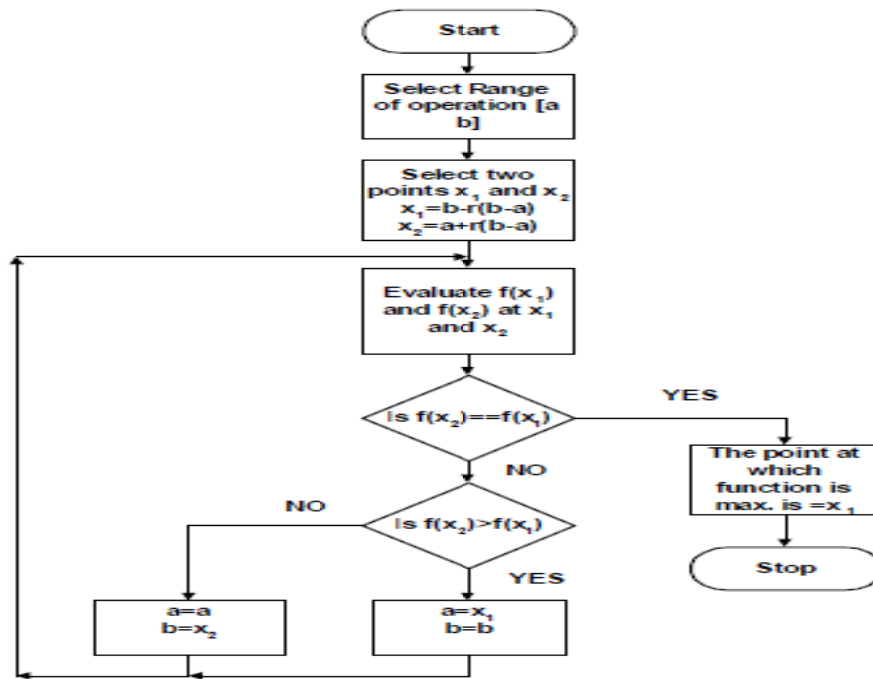 Start
Select Range
of operation [a
b]
Select two
points x₁ and x₂
x₁=b-r(b-a)
x₂=a+r(b-a)
Evaluate f(x₁)
and f(x₂) at x₁
and x₂
Is f(x₂)==f(x₁)
YES
The point at
which
function is
max. is =x₁
Stop
NO
Is f(x₂)>f(x₁)
NO
YES
a=a
b=x₂
a=x₁
b=b